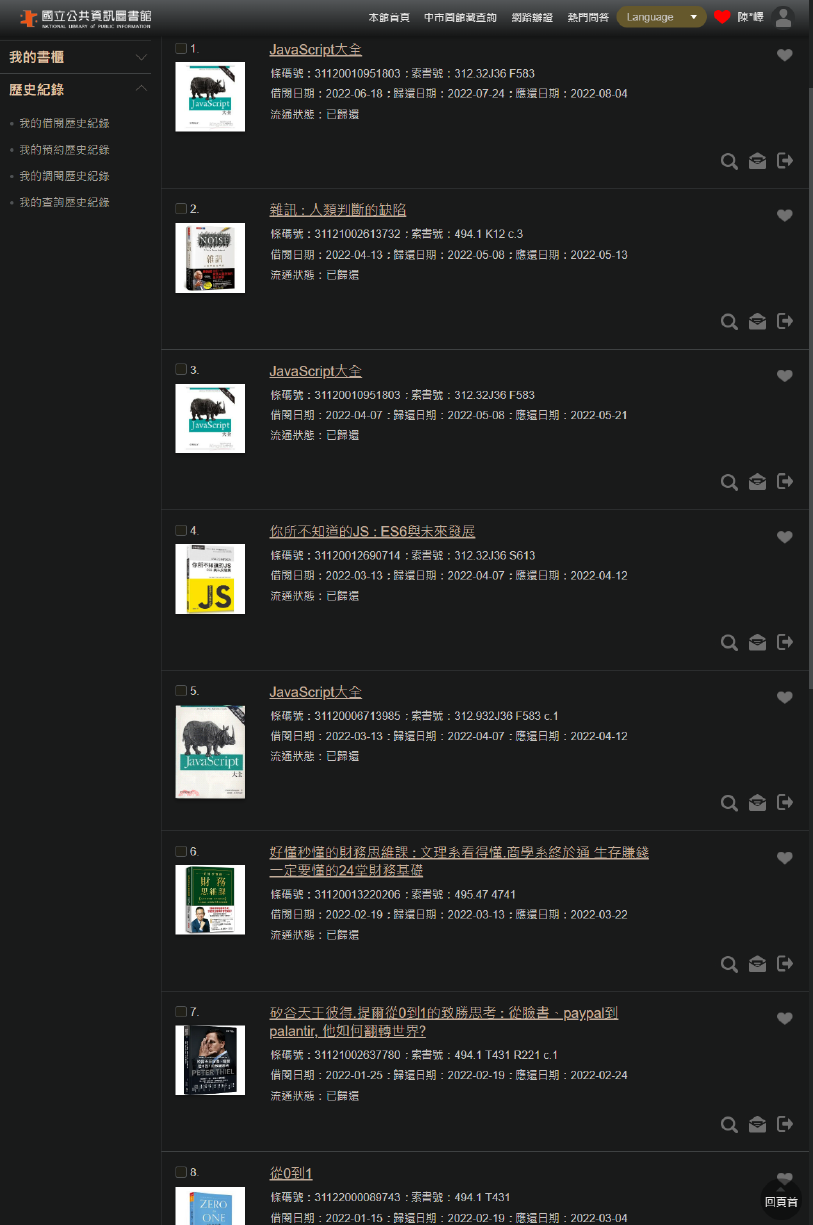 國立公共資訊圖書館
NATIONAL LIBRARY of PUBLIC INFORMATION
本館首頁 中市圖館藏查詢 網路辦證 熱門問答 Language 陳*嶧
我的書櫃
歷史紀錄
我的借閱歷史紀錄
我的預約歷史紀錄
我的調閱歷史紀錄
我的查詢歷史紀錄
1.
JavaScript
大全
JavaScript大全
條碼號：31120010951803；索書號：312.32J36 F583
借閱日期：2022-06-18；歸還日期：2022-07-24；應還日期：2022-08-04
流通狀態：已歸還
2.
NOISE
雜訊
雜訊：人類判斷的缺陷
條碼號：31121002613732；索書號：494.1 K12 c.3
借閱日期：2022-04-13；歸還日期：2022-05-08；應還日期：2022-05-13
流通狀態：已歸還
3.
JavaScript
大全
JavaScript大全
條碼號：31120010951803；索書號：312.32J36 F583
借閱日期：2022-04-07；歸還日期：2022-05-08；應還日期：2022-05-21
流通狀態：已歸還
4.
你所不知道的JS
JS
你所不知道的JS：ES6與未來發展
條碼號：31120012690714；索書號：312.32J36 S613
借閱日期：2022-03-13；歸還日期：2022-04-07；應還日期：2022-04-12
流通狀態：已歸還
5.
JavaScript
大全
JavaScript大全
條碼號：31120006713985；索書號：312.932J36 F583 c.1
借閱日期：2022-03-13；歸還日期：2022-04-07；應還日期：2022-04-12
流通狀態：已歸還
6.
財務
思維課
好懂秒懂的財務思維課：文理系看得懂.商學系終於通 生存賺錢
一定要懂的24堂財務基礎
條碼號：31120013220206；索書號：495.47 4741
借閱日期：2022-02-19；歸還日期：2022-03-13；應還日期：2022-03-22
流通狀態：已歸還
7.
PETER THIEL
矽谷天王彼得.提爾從0到1的致勝思考：從臉書、paypal到
palantir, 他如何翻轉世界?
條碼號：31121002637780；索書號：494.1 T431 R221 c.1
借閱日期：2022-01-25；歸還日期：2022-02-19；應還日期：2022-02-24
流通狀態：已歸還
8.
ZERO
ONE
從0到1
條碼號：31122000089743；索書號：494.1 T431
借閱日期：2022-01-15；歸還日期：2022-02-19；應還日期：2022-03-04
回頁首